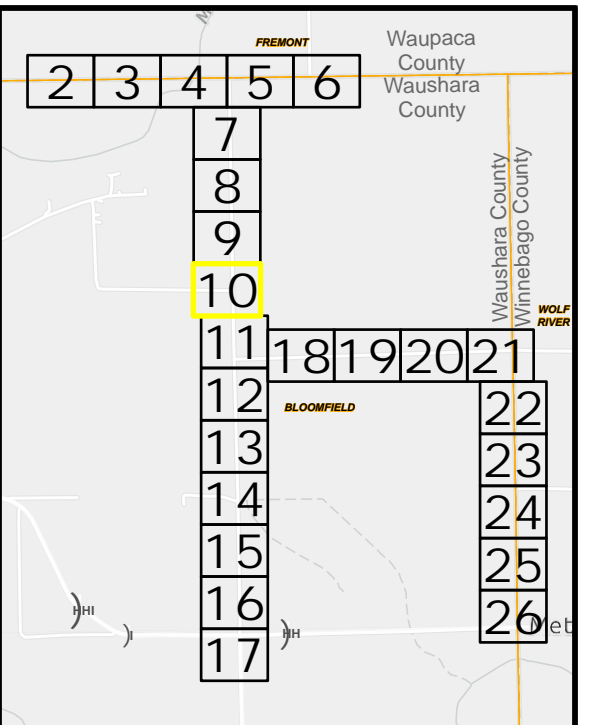 FREMONT
Waupaca
County
2 3 4 5 6
Waushara
County
7
8
Waushara County
Winnebago County
9
10
WOLF
RIVER
11
18 19 20 21
12
BLOOMFIELD
22
13
23
14
24
15
25
16
HHI
26
Met
I
HH
17